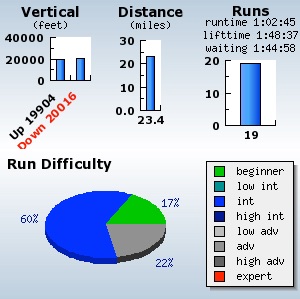 Vertical
(feet)
40000
20000
0
Up 19904
Down 20016
Distance
(miles)
30
20
10
0.0
23.4
Runs
runtime 1:02:45
lifttime 1:48:37
waiting 1:44:58
20
10
0
19
Run Difficulty
60%
17%
22%
beginner
low int
int
high int
low adv
adv
high adv
expert